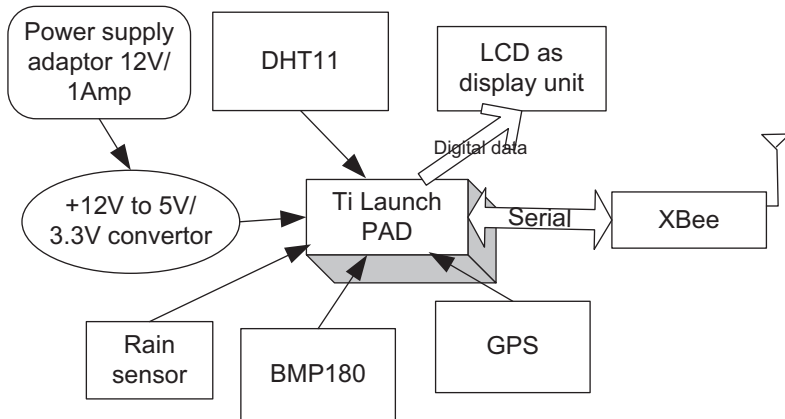 Power supply
adaptor 12V/
1Amp
DHT11
LCD as
display unit
Digital data
+12V to 5V/
3.3V convertor
Ti Launch
PAD
Serial
XBee
Rain
sensor
BMP180
GPS